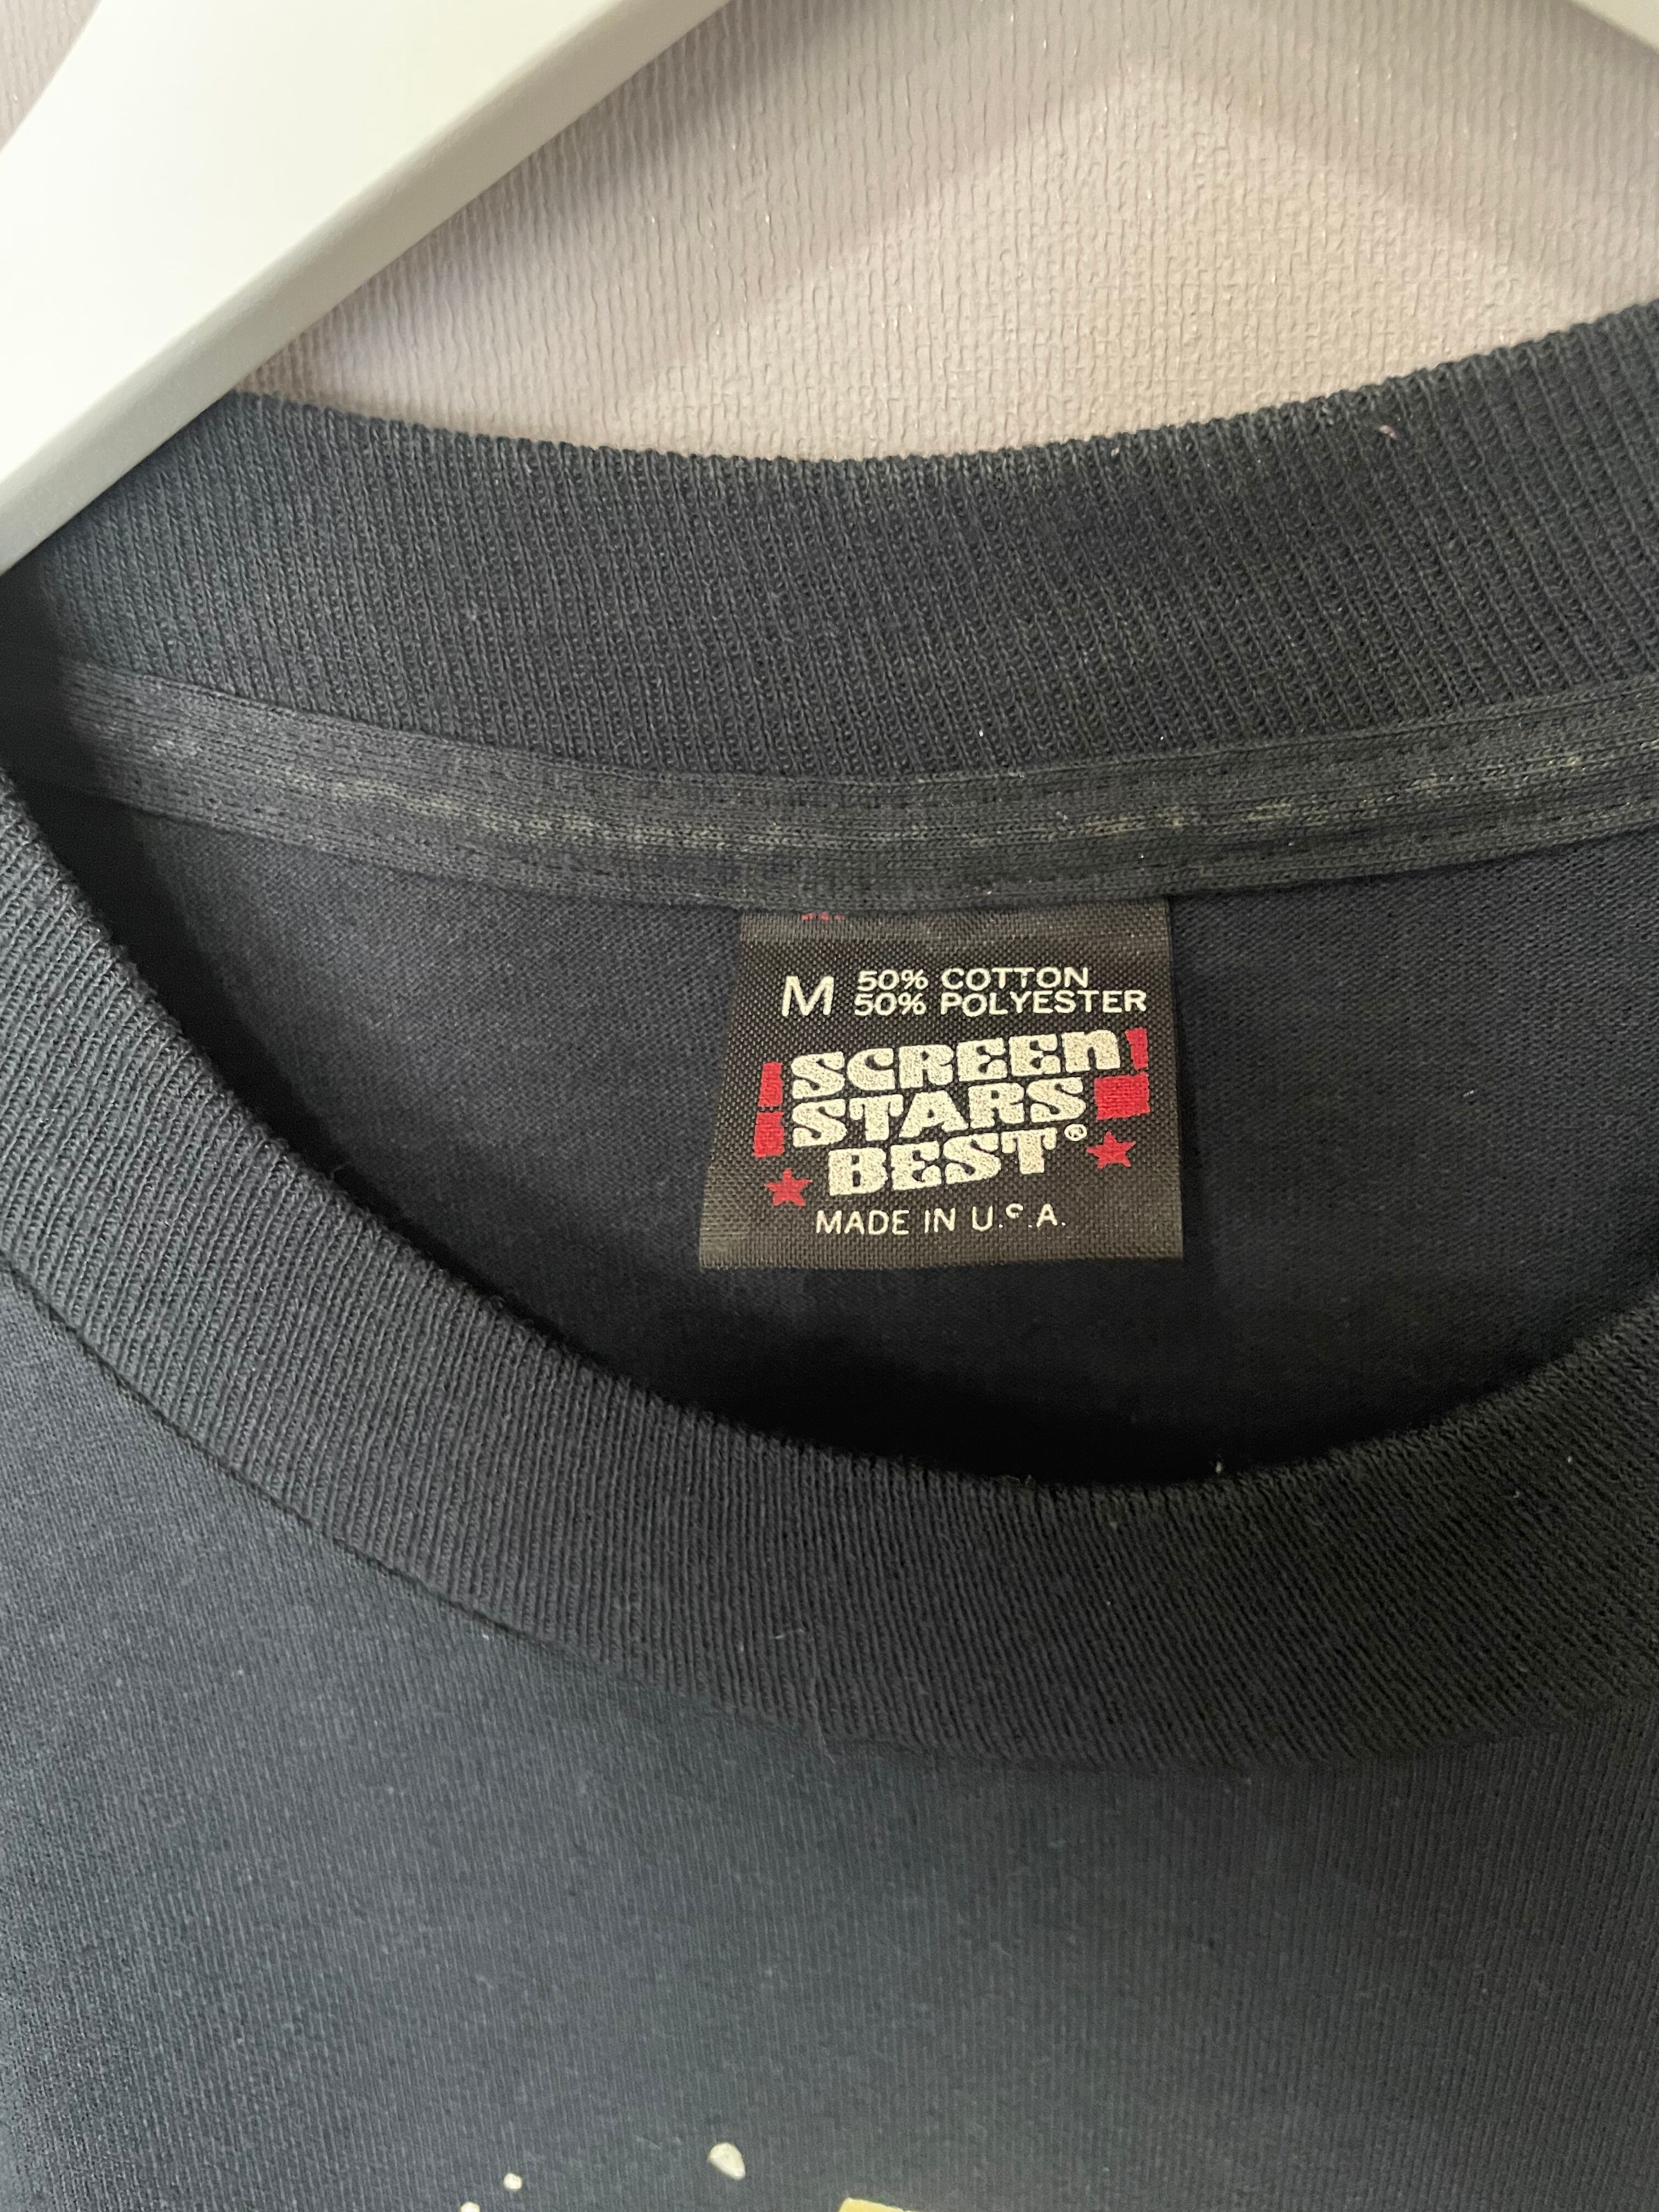 M 50% COTTON
50% POLYESTER
SCREEN
STARS
BEST®
MADE IN U.S.A.